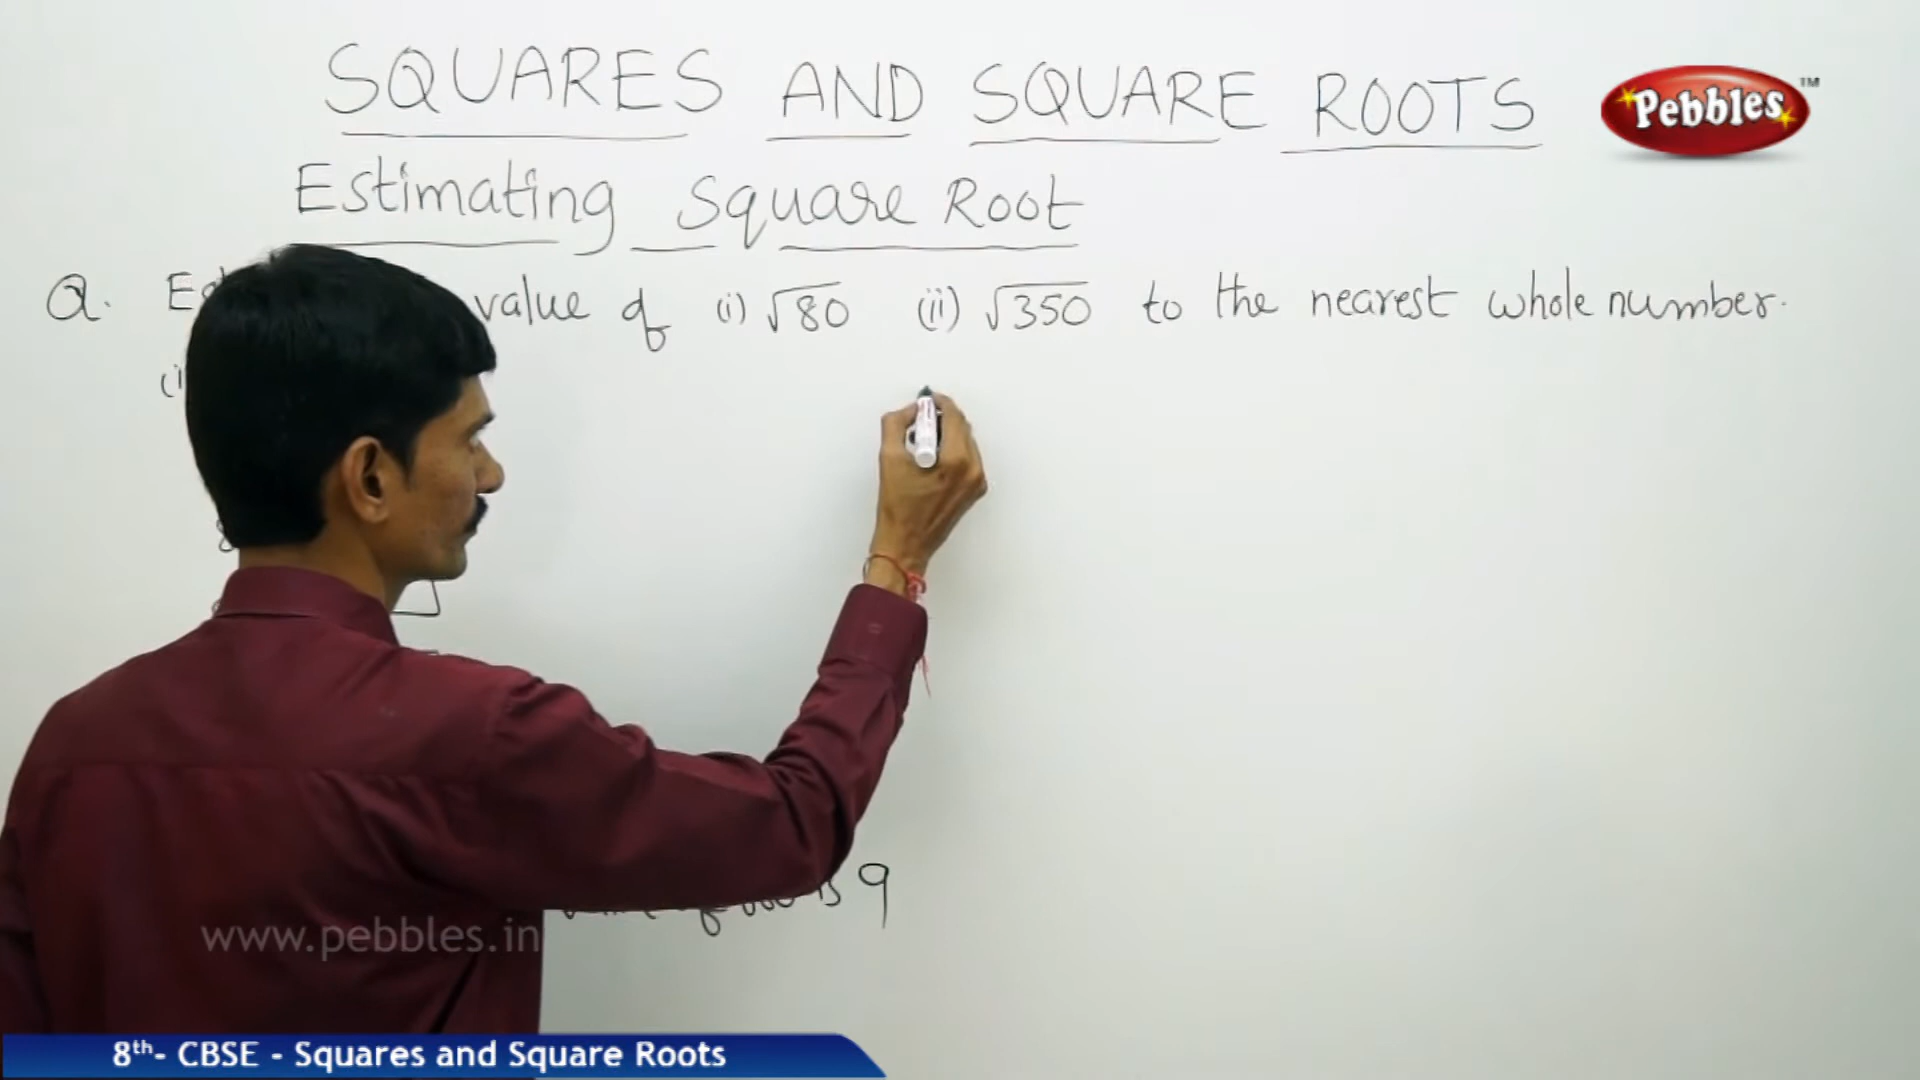 SQUARES AND SQUARE ROOTS
Pebbles™
Estimating Square Root
Q. value of (i) √80 (ii) √350 to the nearest whole number.
(i
is 9
www.pebbles.in
8th- CBSE - Squares and Square Roots